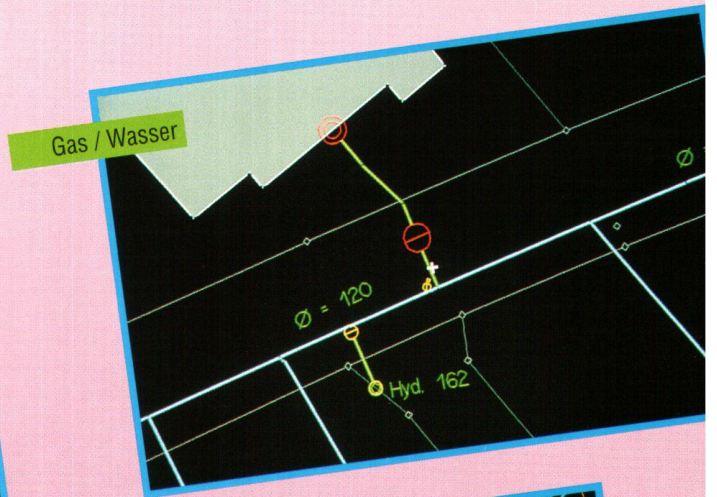 Gas / Wasser
Ø
Ø = 120
Hyd. 162